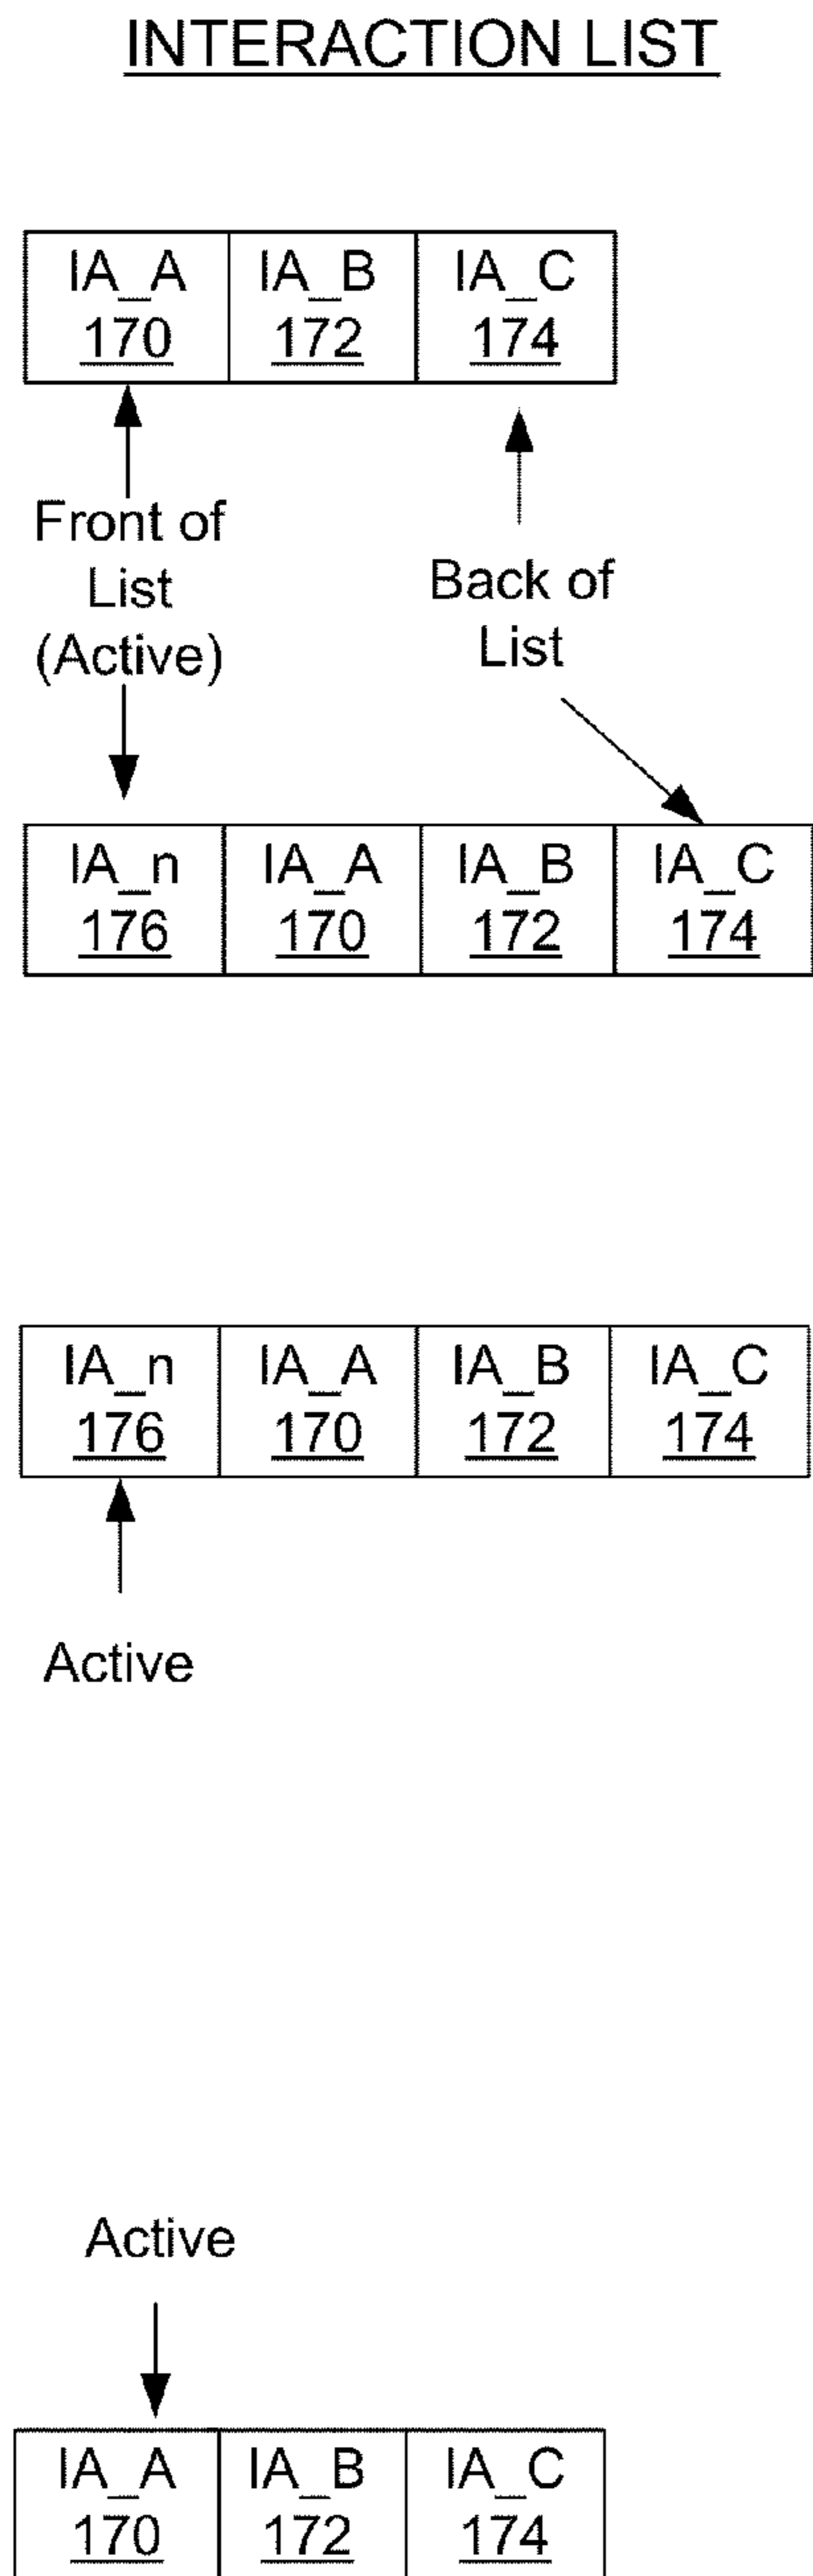 INTERACTION LIST
IA_A IA_B IA_C
170 172 174
Front of
List
(Active)
Back of
List
IA_n IA_A IA_B IA_C
176 170 172 174
IA_n IA_A IA_B IA_C
176 170 172 174
Active
Active
IA_A IA_B IA_C
170 172 174